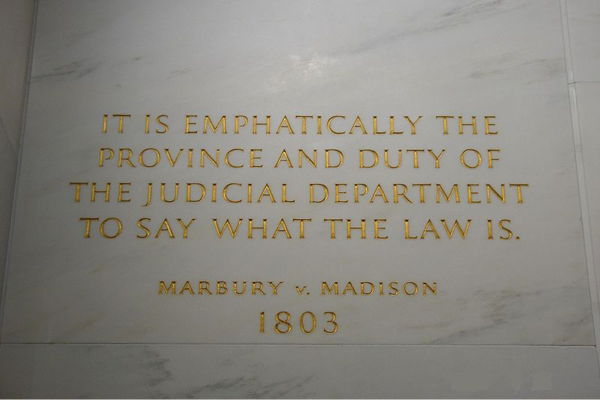 IT IS EMPHATICALLY THE
PROVINCE AND DUTY OF
THE JUDICIAL DEPARTMENT
TO SAY WHAT THE LAW IS.
MARBURY v. MADISON
1803